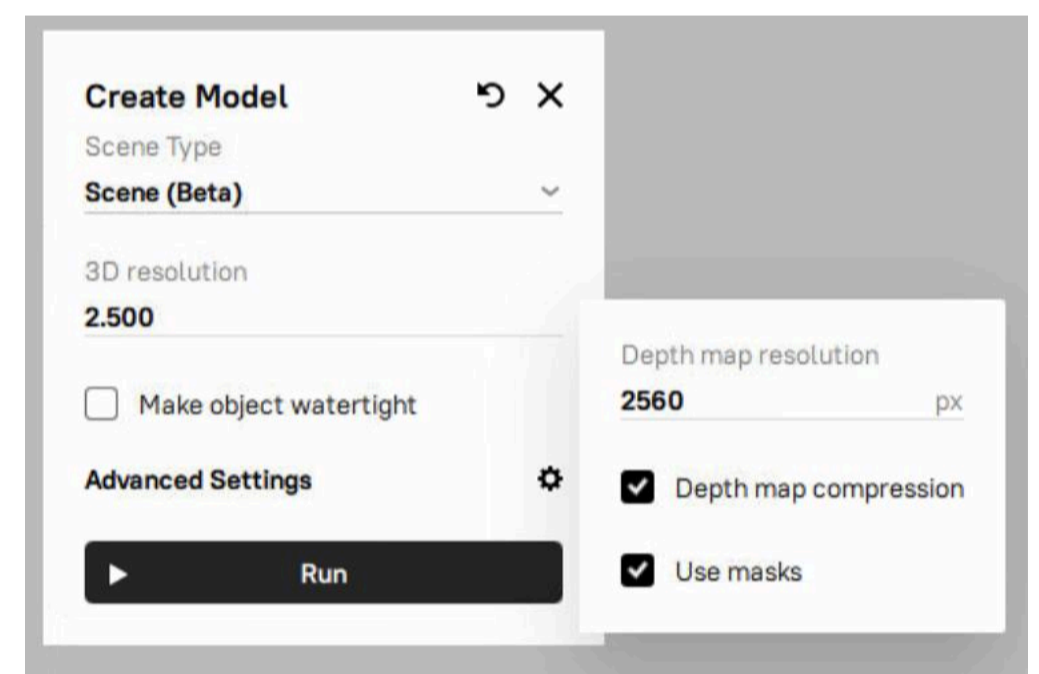 Create Model
Scene Type
Scene (Beta)
3D resolution
2.500
Make object watertight
Advanced Settings
Run
Depth map resolution
2560 px
Depth map compression
Use masks